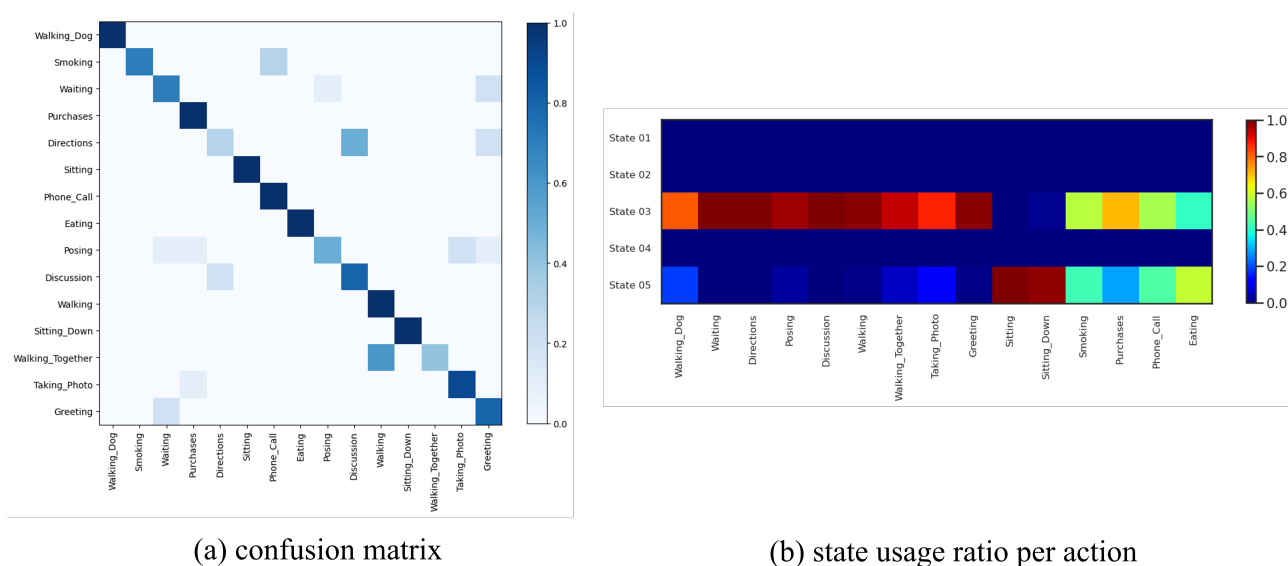 Walking_Dog
Smoking
Waiting
Purchases
Directions
Sitting
Phone_Call
Eating
Posing
Discussion
Walking
Sitting_Down
Walking_Together
Taking_Photo
Greeting
Walking_Dog
Smoking
Waiting
Purchases
Directions
Sitting
Phone_Call
Eating
Posing
Discussion
Walking
Sitting_Down
Walking_Together
Taking_Photo
Greeting
1.0
0.8
0.6
0.4
0.2
0.0
(a) confusion matrix
State 01
State 02
State 03
State 04
State 05
Walking_Dog
Waiting
Directions
Posing
Discussion
Walking
Walking_Together
Taking_Photo
Greeting
Sitting
Sitting_Down
Smoking
Purchases
Phone_Call
Eating
1.0
0.8
0.6
0.4
0.2
0.0
(b) state usage ratio per action